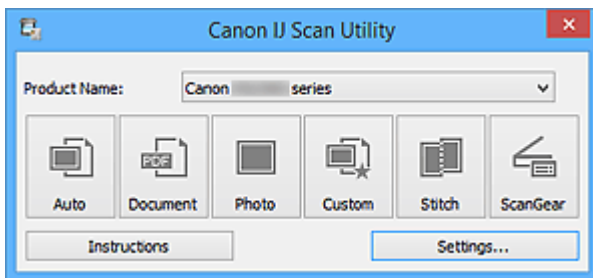 Canon IJ Scan Utility
Product Name: Canon series
PDF
Auto Document Photo Custom Stitch ScanGear
Instructions Settings...